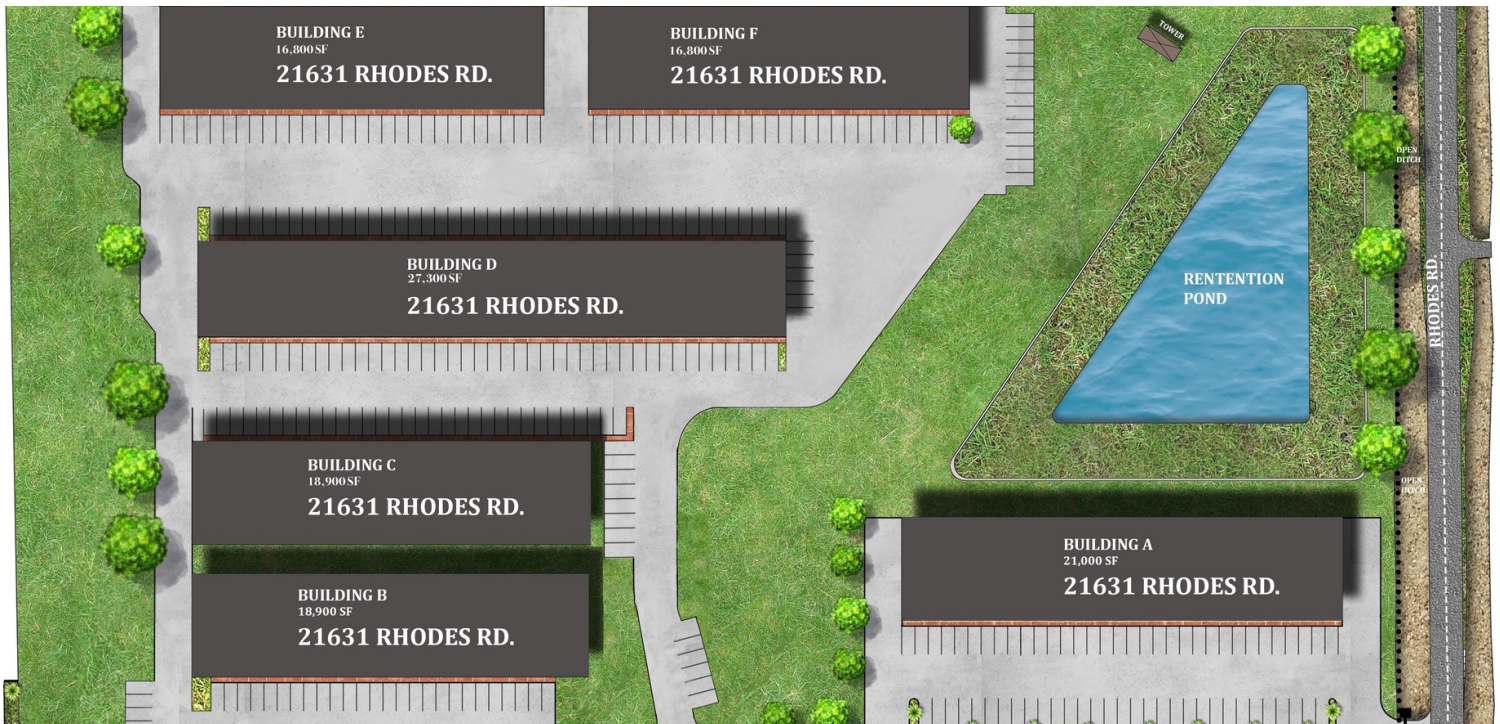 BUILDING E
16,800 SF
21631 RHODES RD.
BUILDING F
16,800 SF
21631 RHODES RD.
TOWER
OPEN
DITCH
BUILDING D
27,300 SF
21631 RHODES RD.
RENTENTION
POND
RHODES RD.
BUILDING C
18,900 SF
21631 RHODES RD.
OPEN
DITCH
BUILDING A
21,000 SF
21631 RHODES RD.
BUILDING B
18,900 SF
21631 RHODES RD.